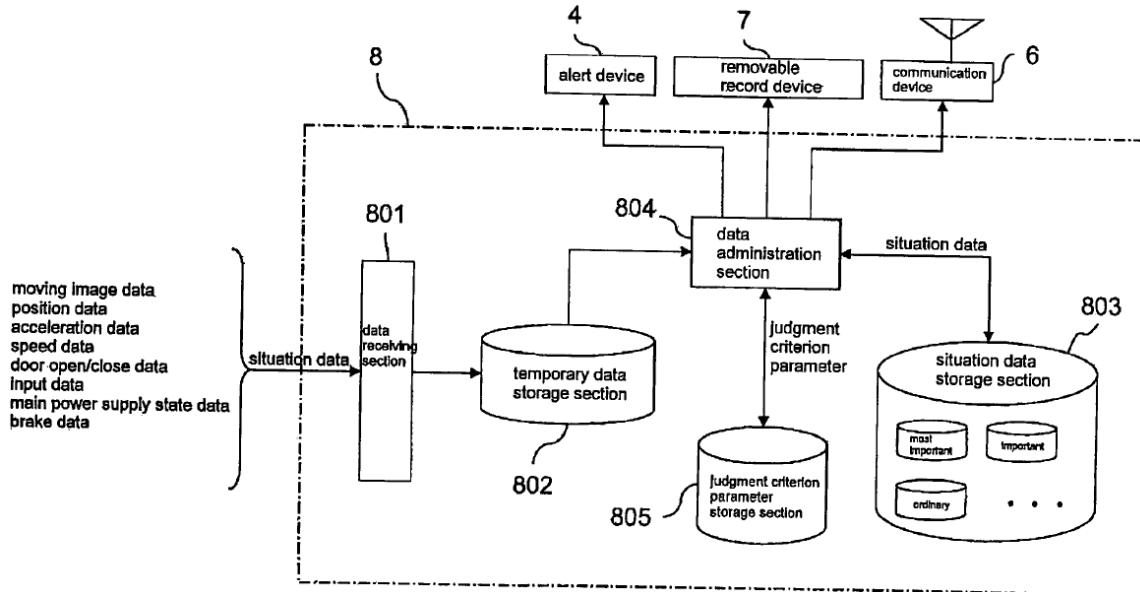 4
7
6
8
alert device
removable
record device
communication
device
801
804
data
administration
section
situation data
803
moving image data
position data
acceleration data
speed data
door open/close data
input data
main power supply state data
brake data
situation data
data
receiving
section
temporary data
storage section
802
judgment
criterion
parameter
situation data
storage section
most
important
important
ordinary
judgment criterion
parameter
storage section
805